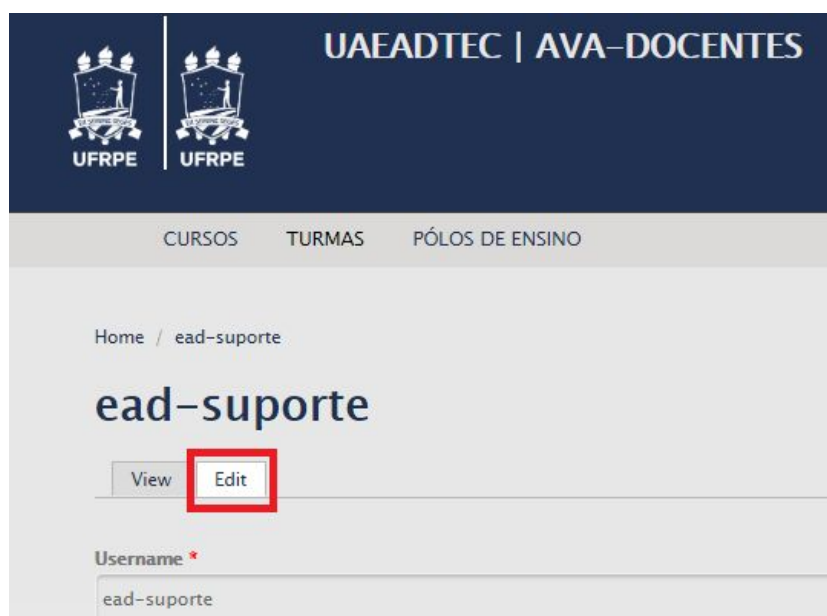 UAEADTEC | AVA-DOCENTES
UFRPE UFRPE
CURSOS TURMAS PÓLOS DE ENSINO
Home / ead-suporte
ead-suporte
View Edit
Username *
ead-suporte